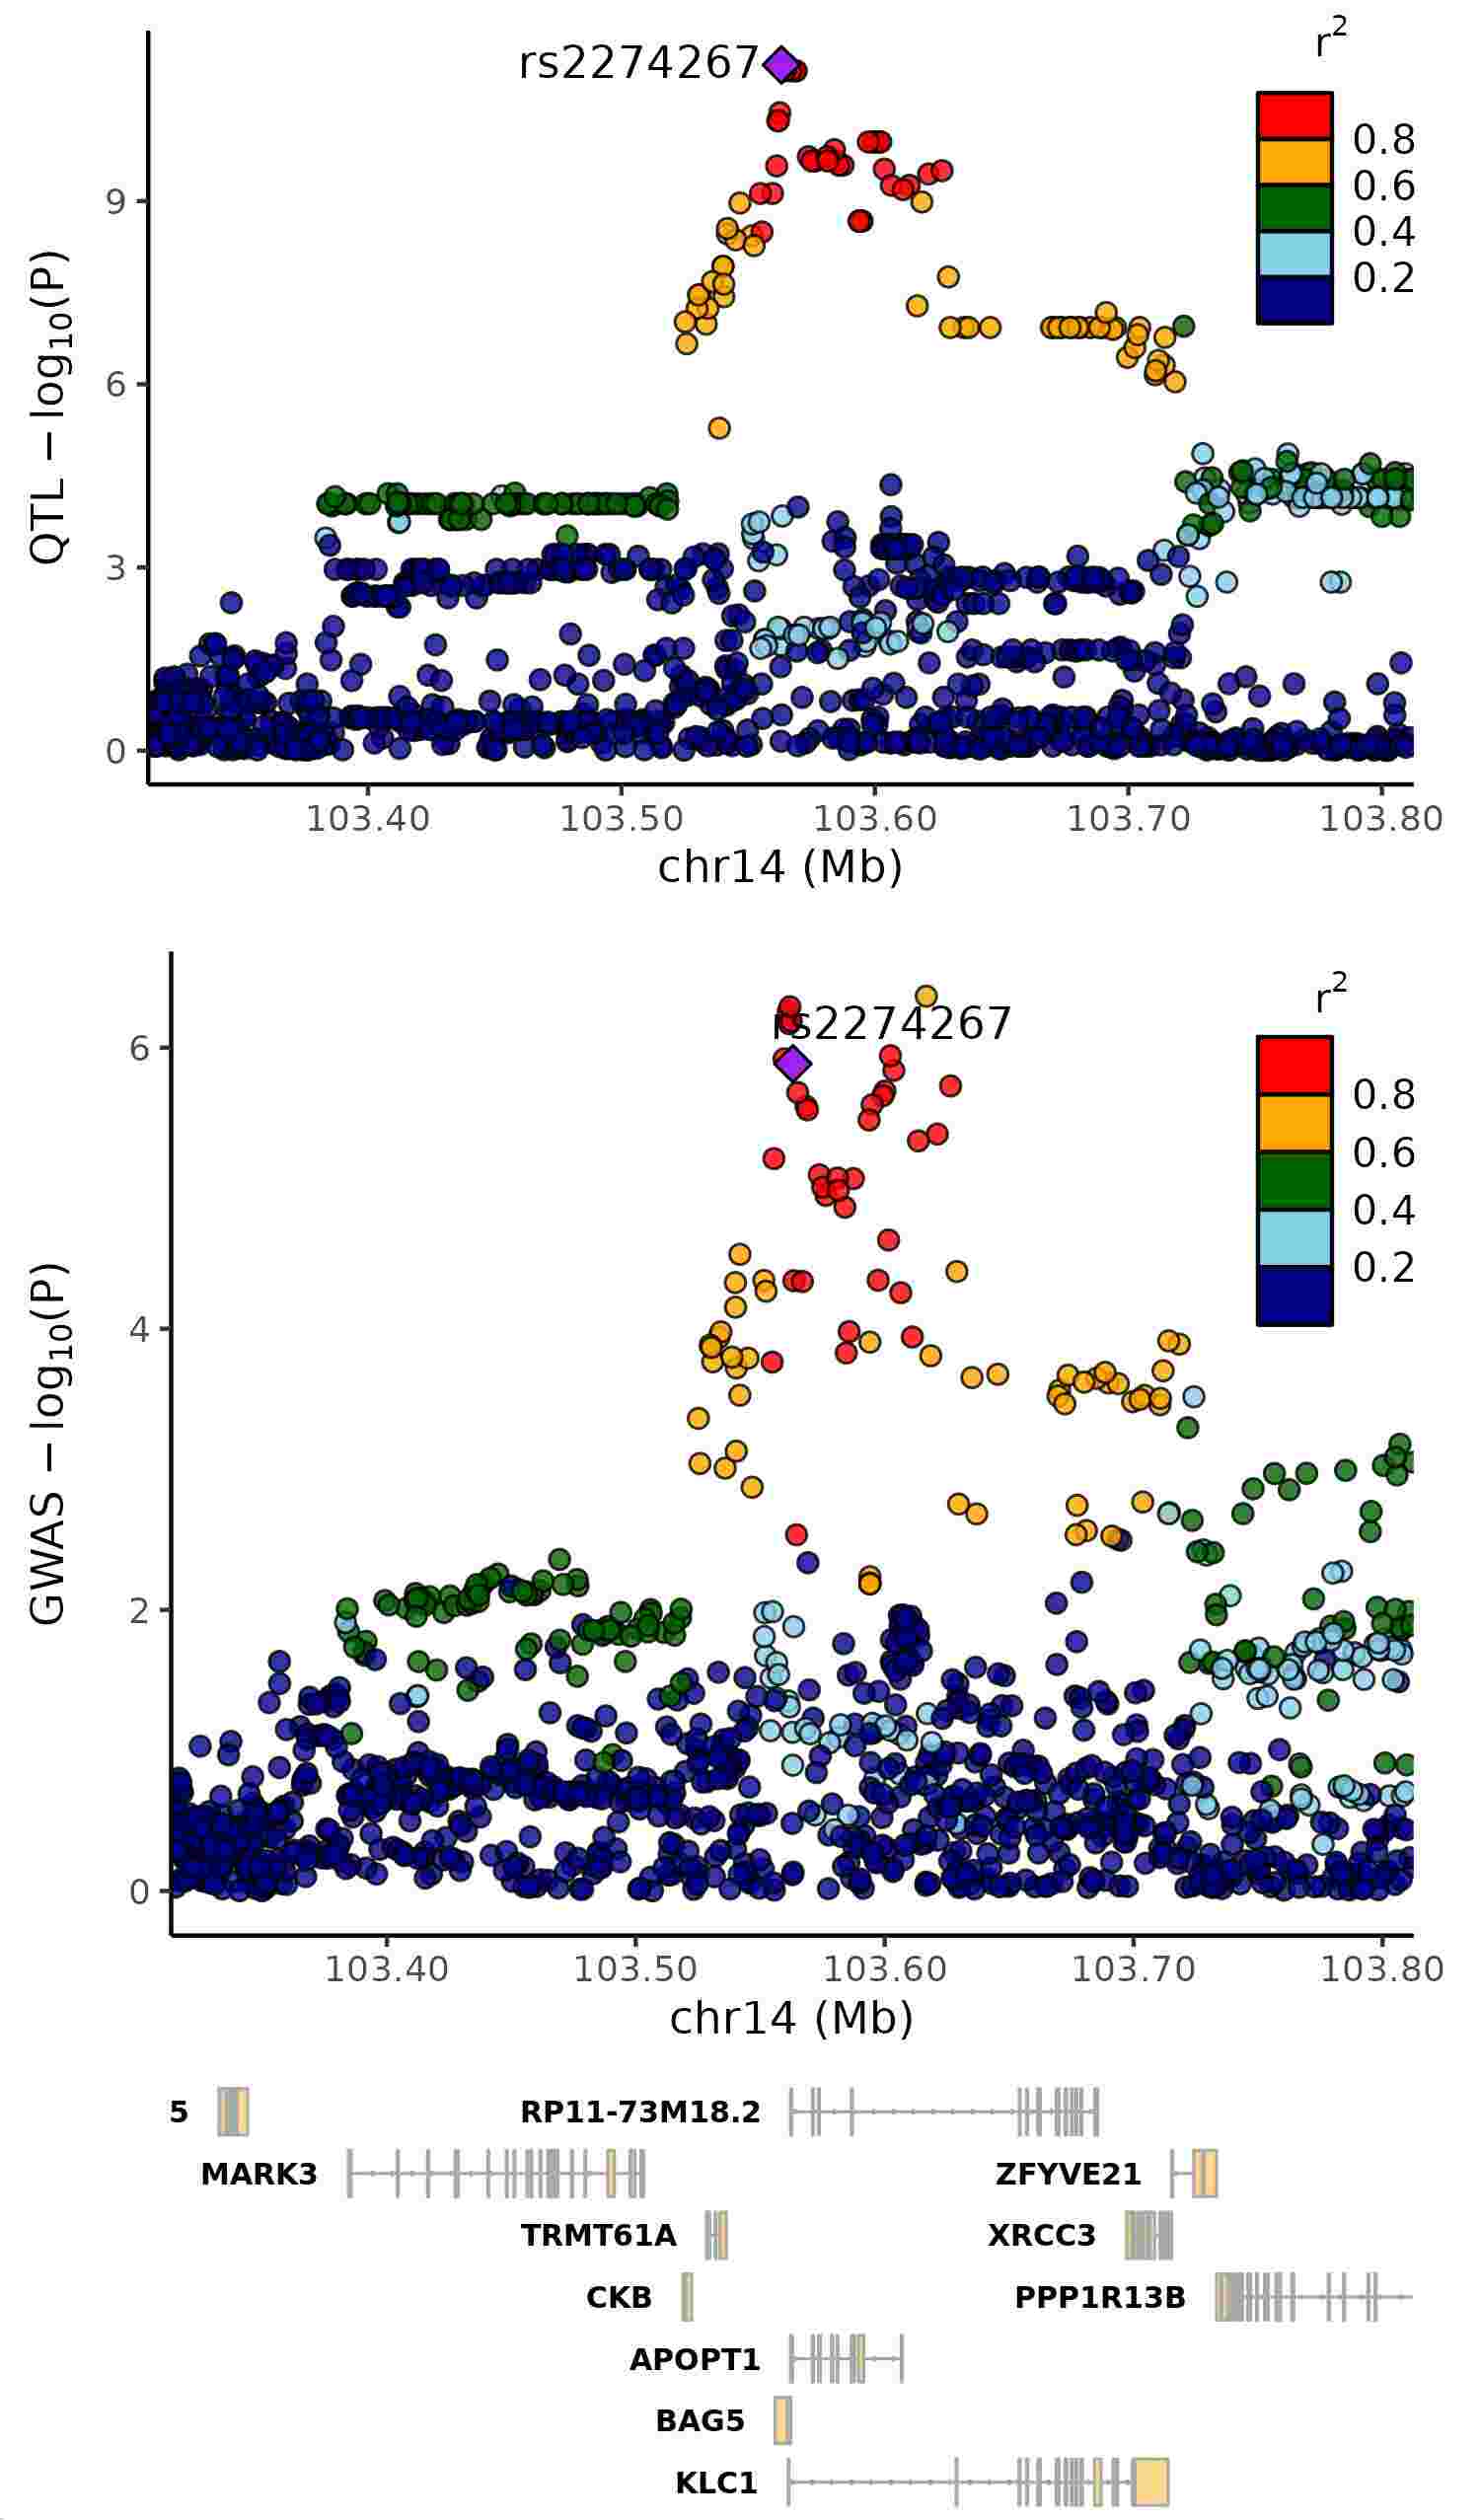 r2
rs2274267
0.8
0.6
0.4
0.2
9
6
3
0
QTL −log10(P)
103.40 103.50 103.60 103.70 103.80
chr14 (Mb)
r2
rs2274267
0.8
0.6
0.4
0.2
6
4
2
0
GWAS −log10(P)
103.40 103.50 103.60 103.70 103.80
chr14 (Mb)
5 RP11-73M18.2
MARK3 ZFYVE21
TRMT61A XRCC3
CKB PPP1R13B
APOPT1
BAG5
KLC1